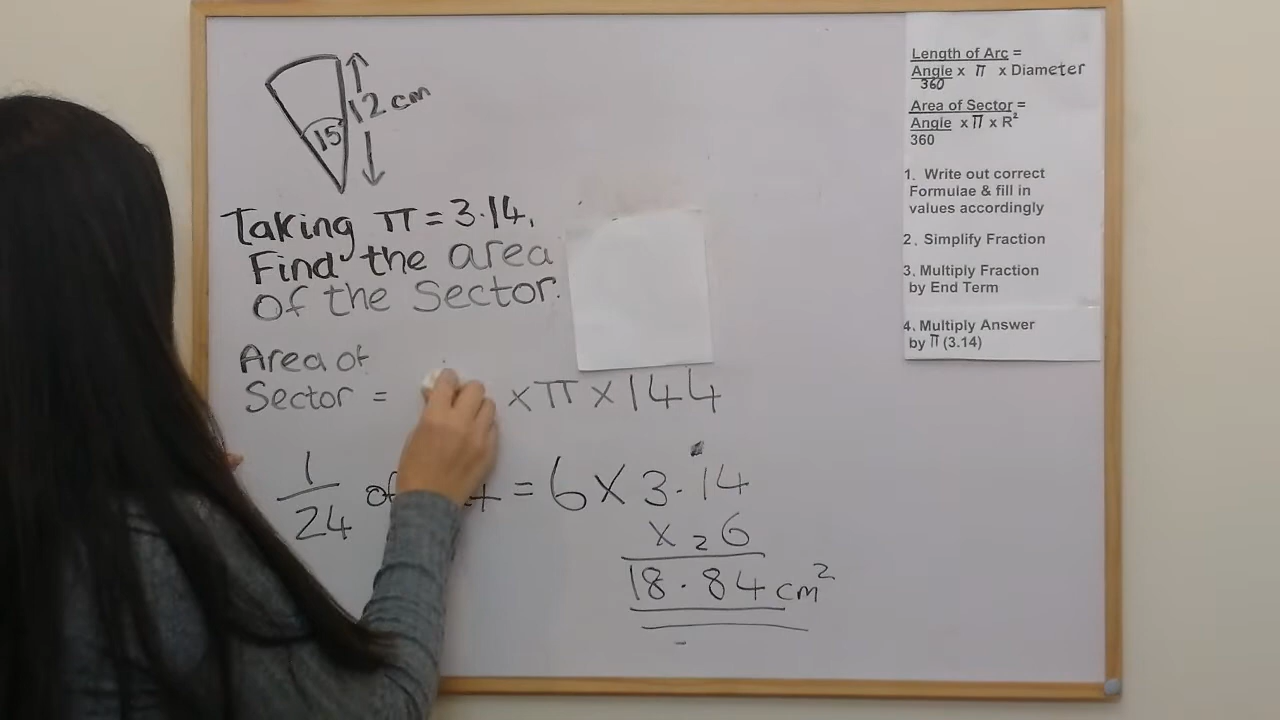 12 cm
15
Taking π = 3.14,
Find the area
of the Sector.
Area of
Sector = x π x 144
1
24
of = 6 x 3.14
x 2 6
18.84 cm²
Length of Arc =
Angle x π x Diameter
360
Area of Sector =
Angle x π x R²
360
1. Write out correct
Formulae & fill in
values accordingly
2. Simplify Fraction
3. Multiply Fraction
by End Term
4. Multiply Answer
by π (3.14)